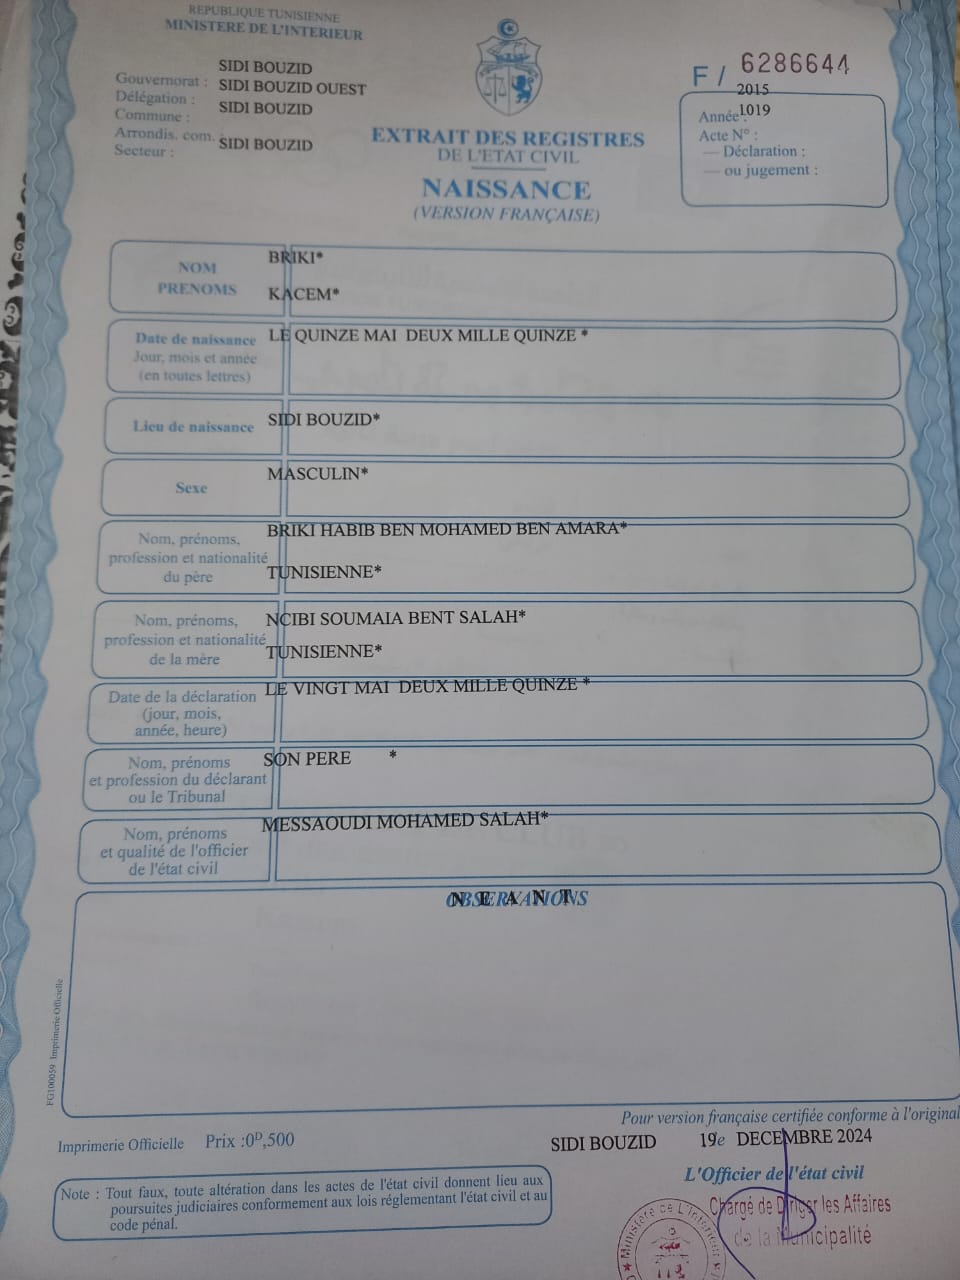 REPUBLIQUE TUNISIENNE
MINISTERE DE L'INTERIEUR
Gouvernorat : SIDI BOUZID
Délégation : SIDI BOUZID OUEST
Commune : SIDI BOUZID
Arrondis. com.
Secteur : SIDI BOUZID
F / 6286644
2015
Année : 1019
Acte N° :
— Déclaration :
— ou jugement :
EXTRAIT DES REGISTRES
DE L'ETAT CIVIL
NAISSANCE
(VERSION FRANÇAISE)
NOM BRIKI*
PRENOMS KACEM*
Date de naissance LE QUINZE MAI DEUX MILLE QUINZE *
Jour, mois et année
(en toutes lettres)
Lieu de naissance SIDI BOUZID*
Sexe MASCULIN*
BRIKI HABIB BEN MOHAMED BEN AMARA*
Nom, prénoms,
profession et nationalité
du père TUNISIENNE*
Nom, prénoms, NCIBI SOUMAIA BENT SALAH*
profession et nationalité
de la mère TUNISIENNE*
Date de la déclaration LE VINGT MAI DEUX MILLE QUINZE *
(jour, mois,
année, heure)
Nom, prénoms SON PERE *
et profession du déclarant
ou le Tribunal
Nom, prénoms MESSAOUDI MOHAMED SALAH*
et qualité de l'officier
de l'état civil
OBSERVATIONS
N E A N T
FG100059 Imprimerie Officielle
Pour version française certifiée conforme à l'original
Imprimerie Officielle Prix :0ᴰ,500
SIDI BOUZID 19e DECEMBRE 2024
L'Officier de l'état civil
Note : Tout faux, toute altération dans les actes de l'état civil donnent lieu aux
poursuites judiciaires conformement aux lois réglementant l'état civil et au
code pénal.
Chargé de Diriger les Affaires
de la Municipalité
Ministere de L'Interieur